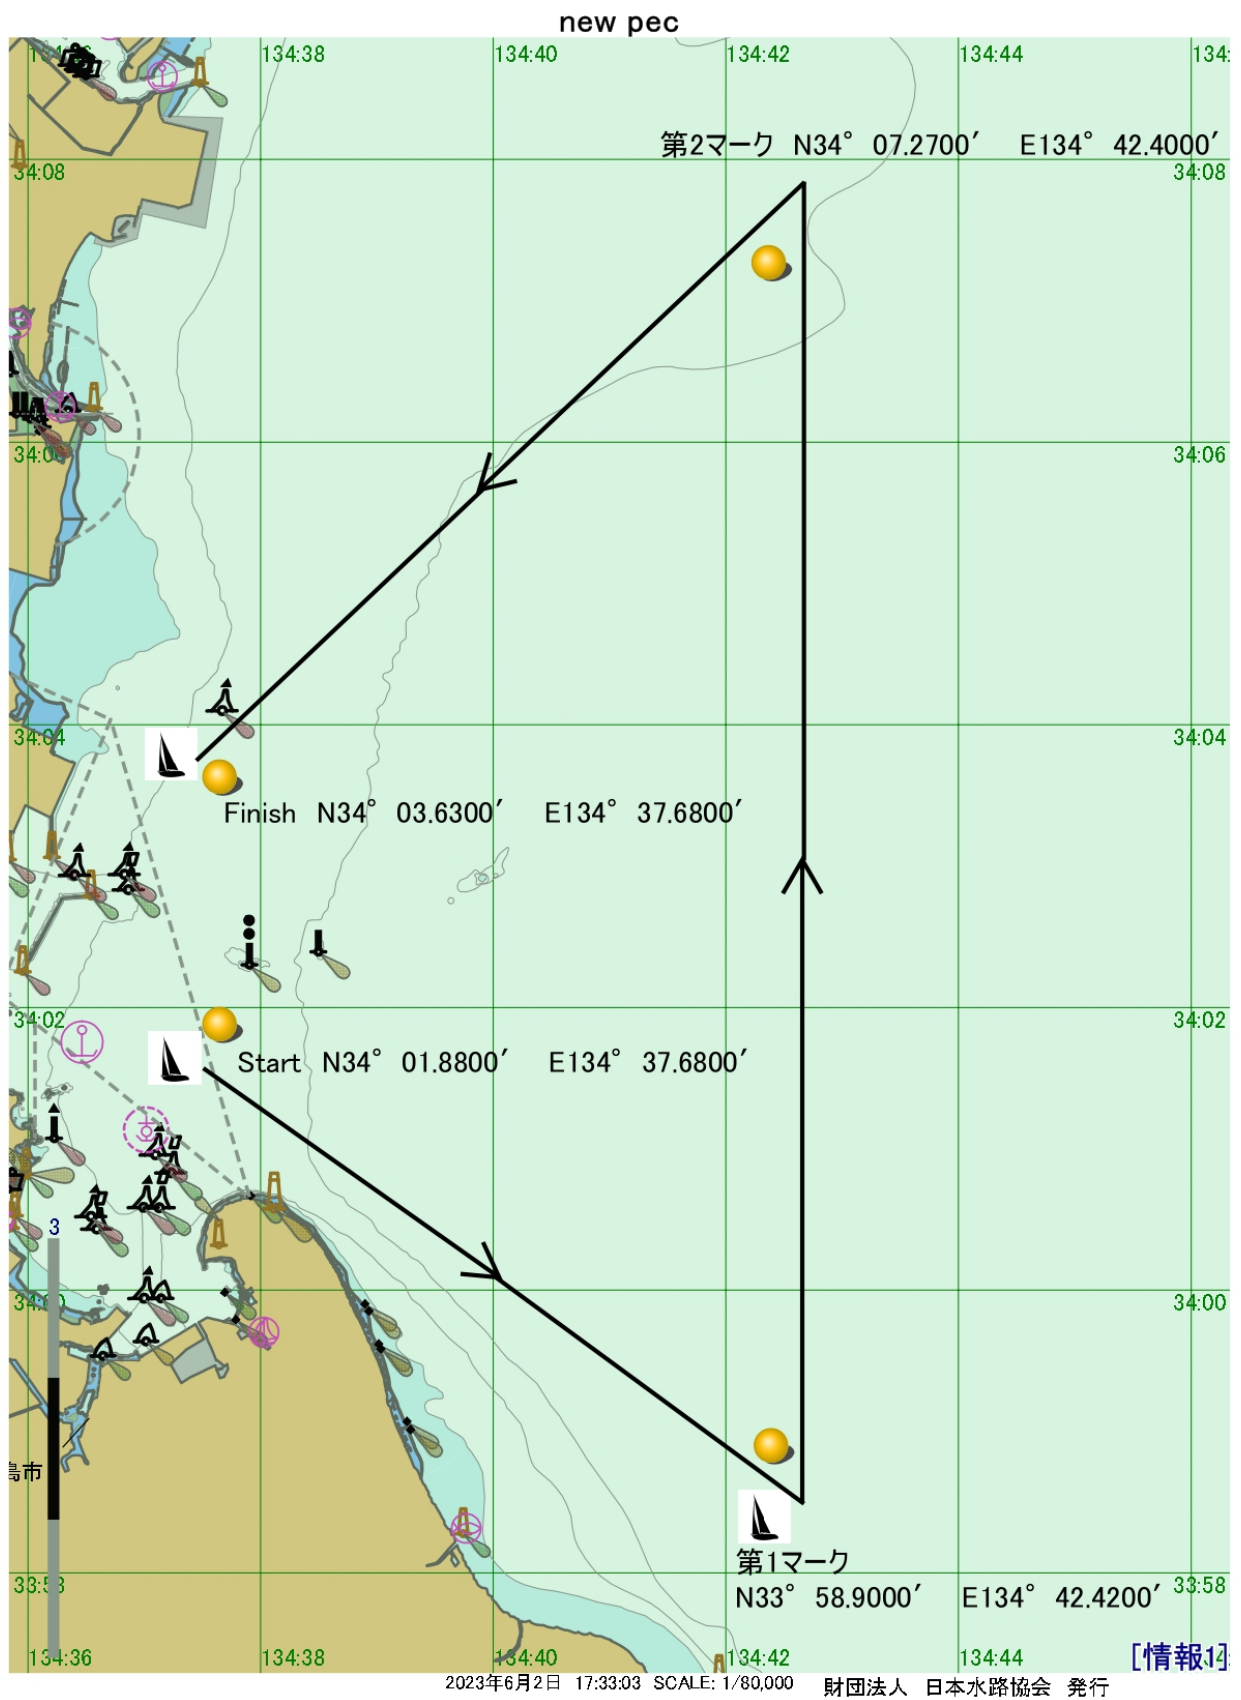 new pec
134:38 134:40 134:42 134:44
第2マーク N34° 07.2700′ E134° 42.4000′
34:08 34:08
34:06
34:04 34:04
Finish N34° 03.6300′ E134° 37.6800′
34:02 34:02
Start N34° 01.8800′ E134° 37.6800′
3
34:00
島市
第1マーク
33:58
N33° 58.9000′ E134° 42.4200′
134:36 134:38 134:40 134:42 134:44
[情報1]
2023年6月2日 17:33:03 SCALE: 1/80,000 財団法人 日本水路協会 発行